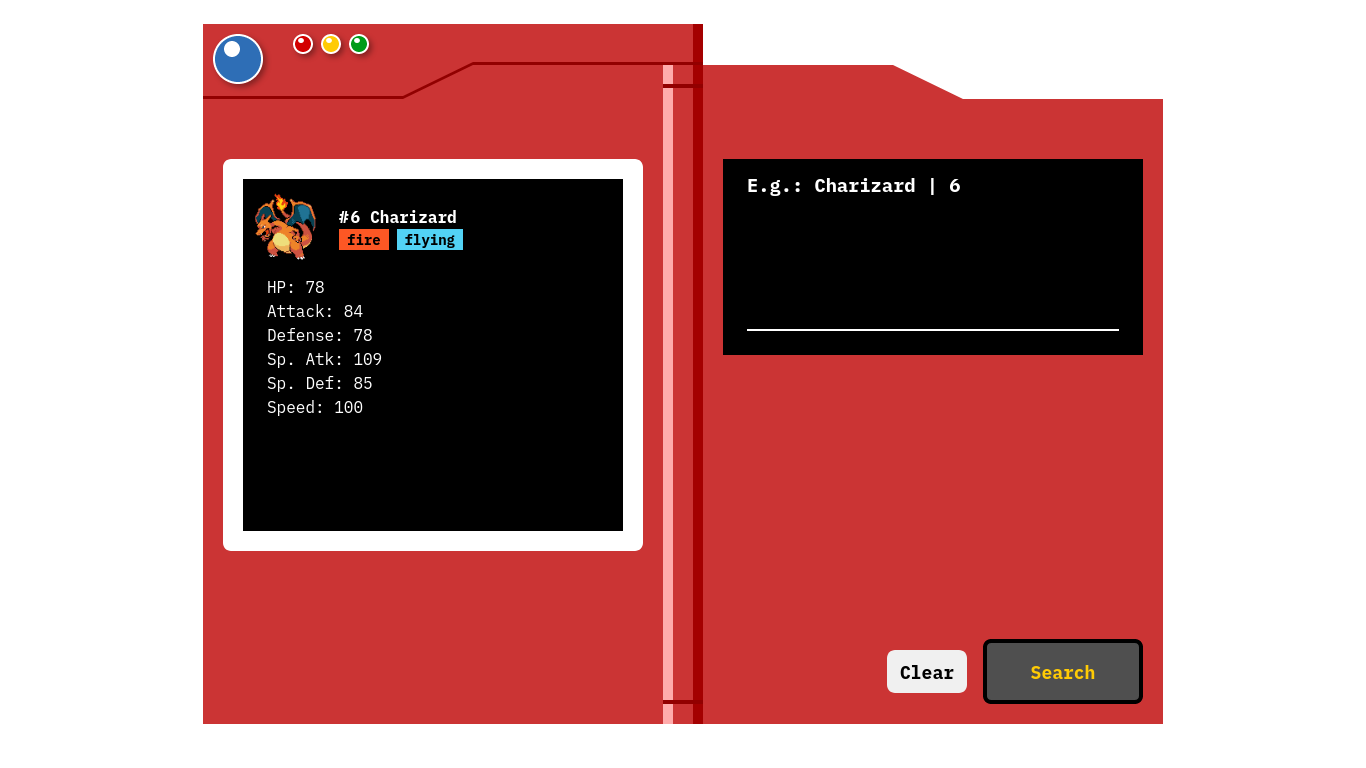 #6 Charizard
fire flying
HP: 78
Attack: 84
Defense: 78
Sp. Atk: 109
Sp. Def: 85
Speed: 100
E.g.: Charizard | 6
Clear
Search